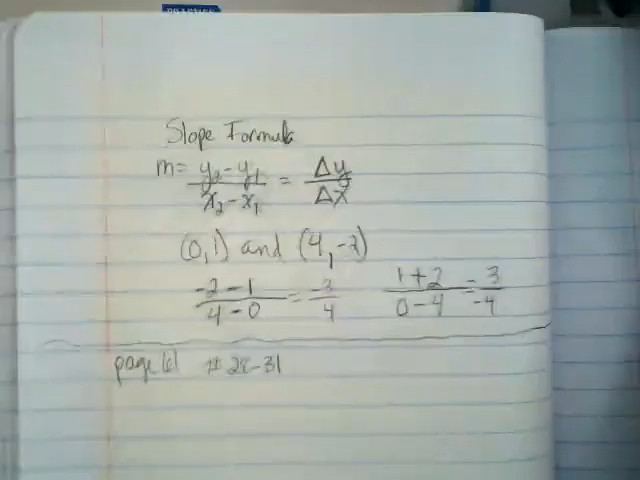 Slope Formula
m = y₂ - y₁ / x₂ - x₁ = Δy / Δx
(0,1) and (4,-2)
-2 - 1 / 4 - 0 = -3 / 4    1 + 2 / 0 - 4 = 3 / -4
page 61 # 28-31